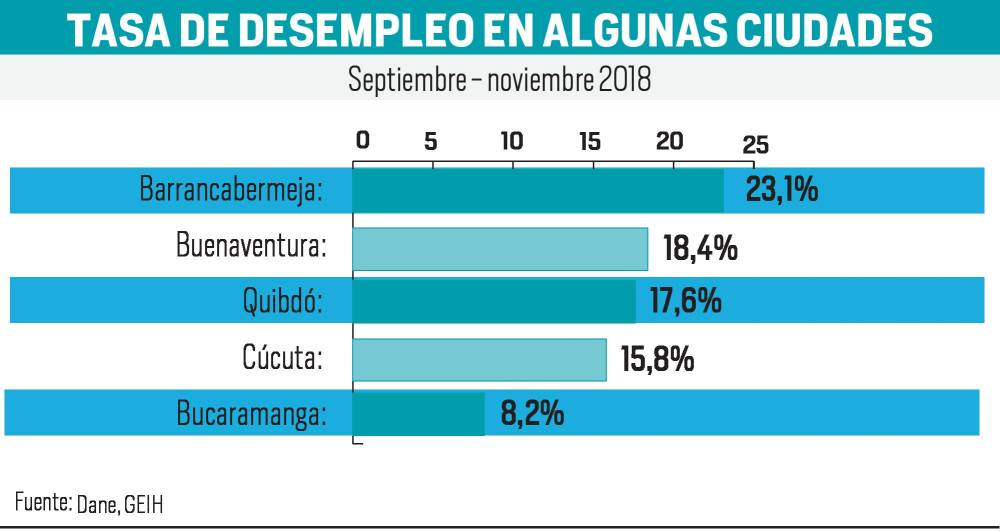 TASA DE DESEMPLEO EN ALGUNAS CIUDADES
Septiembre – noviembre 2018
0 5 10 15 20 25
Barrancabermeja: 23,1%
Buenaventura: 18,4%
Quibdó: 17,6%
Cúcuta: 15,8%
Bucaramanga: 8,2%
Fuente: Dane, GEIH